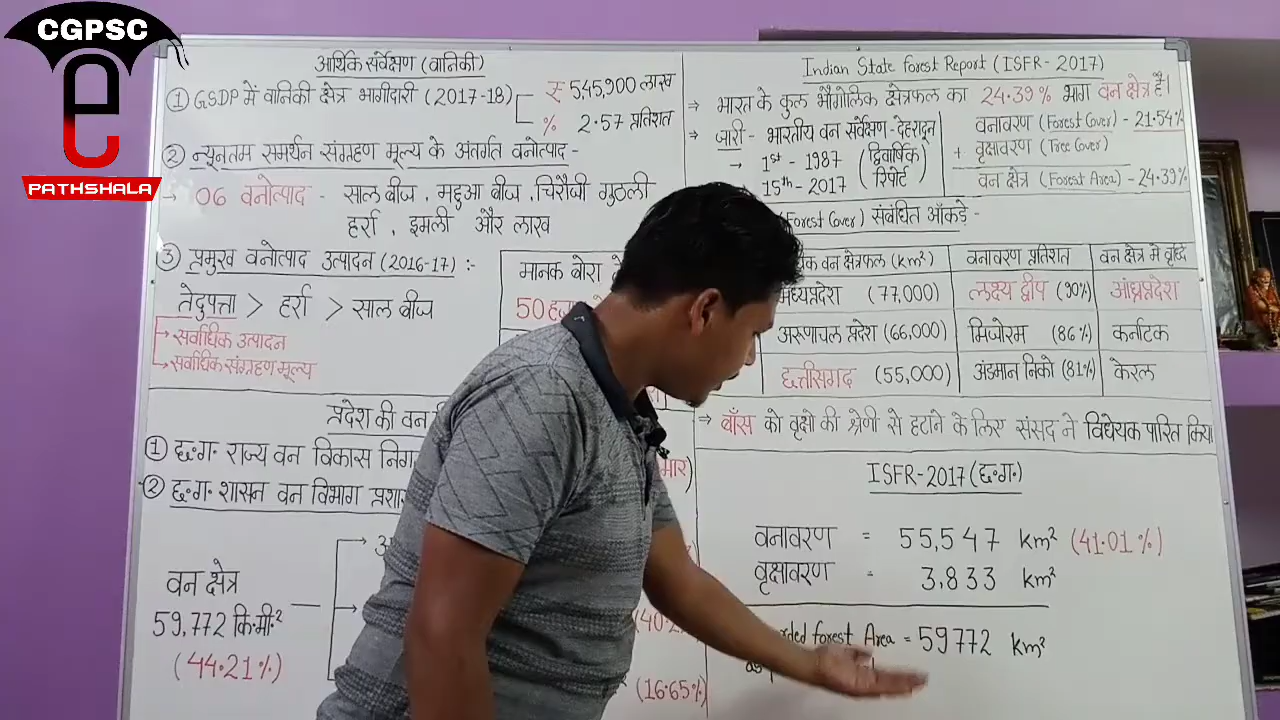 CGPSC
e
PATHSHALA
आर्थिक सर्वेक्षण (वानिकी)
① GSDP में वानिकी क्षेत्र भागीदारी (2017-18)
₹ 545,900 लाख
% 2.57 प्रतिशत
② न्यूनतम समर्थन संग्रहण मूल्य के अंतर्गत वनोत्पाद -
→ 06 वनोत्पाद - साल बीज, महुआ बीज, चिरौंजी गुठली
हर्रा, इमली और लाख
③ प्रमुख वनोत्पाद उत्पादन (2016-17) :-
तेंदुपत्ता > हर्रा > साल बीज
→ सर्वाधिक उत्पादन
→ सर्वाधिक संग्रहण मूल्य
मानक बोरा
प्रदेश की वन
① छ.ग. राज्य वन विकास
② छ.ग. शासन वन विभाग
वन क्षेत्र
59,772 कि.मी.²
(44.21%)
(16.65%)
Indian State Forest Report (ISFR - 2017)
→ भारत के कुल भौगोलिक क्षेत्रफल का 24.39% भाग वन क्षेत्र है।
→ जारी - भारतीय वन सर्वेक्षण - देहरादून
→ 1st - 1987 (द्विवार्षिक
15th - 2017 रिपोर्ट)
वनावरण (Forest Cover) - 21.54%
+ वृक्षावरण (Tree Cover)
वन क्षेत्र (Forest Area) - 24.39%
(Forest Cover) संबंधित आँकड़े -
वन क्षेत्रफल (km²) वनावरण प्रतिशत वन क्षेत्र मे वृद्धि
मध्यप्रदेश (77,000) लक्ष्य द्वीप (90%) आंध्रप्रदेश
अरूणाचल प्रदेश (66,000) मिजोरम (86%) कर्नाटक
छत्तीसगढ (55,000) अंडमान निको (81%) केरल
→ बाँस को वृक्षो की श्रेणी से हटाने के लिए संसद ने विधेयक पारित किया
ISFR-2017 (छ.ग.)
वनावरण = 55,547 km² (41.01%)
वृक्षावरण = 3,833 km²
forest Area = 59772 km²